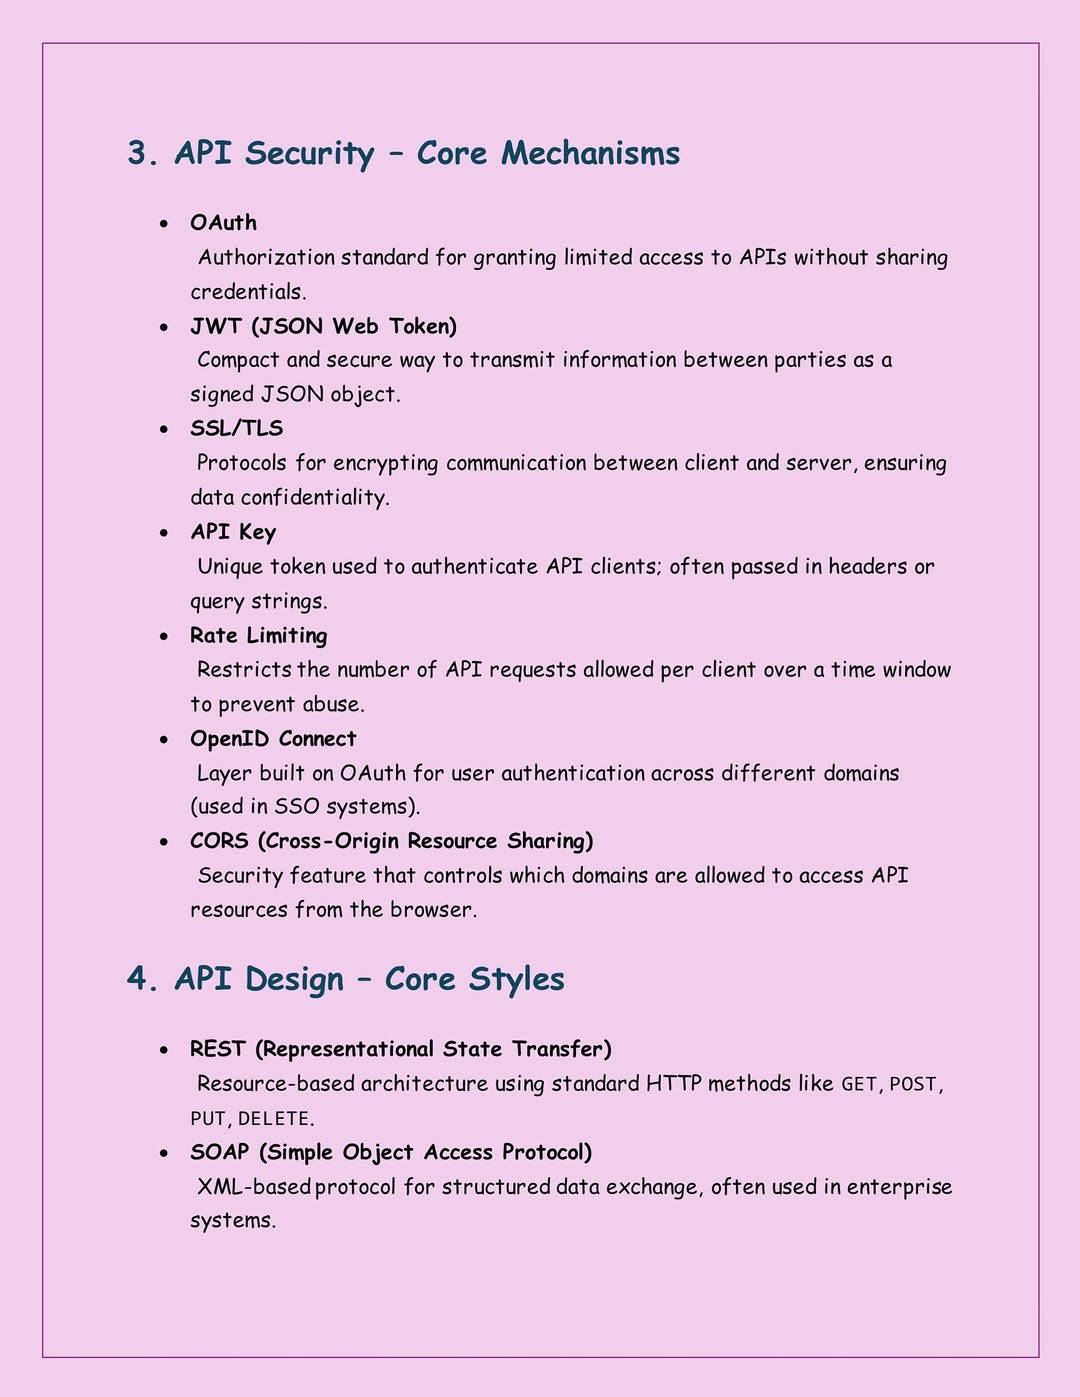 3. API Security – Core Mechanisms
• OAuth
Authorization standard for granting limited access to APIs without sharing
credentials.
• JWT (JSON Web Token)
Compact and secure way to transmit information between parties as a
signed JSON object.
• SSL/TLS
Protocols for encrypting communication between client and server, ensuring
data confidentiality.
• API Key
Unique token used to authenticate API clients; often passed in headers or
query strings.
• Rate Limiting
Restricts the number of API requests allowed per client over a time window
to prevent abuse.
• OpenID Connect
Layer built on OAuth for user authentication across different domains
(used in SSO systems).
• CORS (Cross-Origin Resource Sharing)
Security feature that controls which domains are allowed to access API
resources from the browser.
4. API Design – Core Styles
• REST (Representational State Transfer)
Resource-based architecture using standard HTTP methods like GET, POST,
PUT, DELETE.
• SOAP (Simple Object Access Protocol)
XML-based protocol for structured data exchange, often used in enterprise
systems.